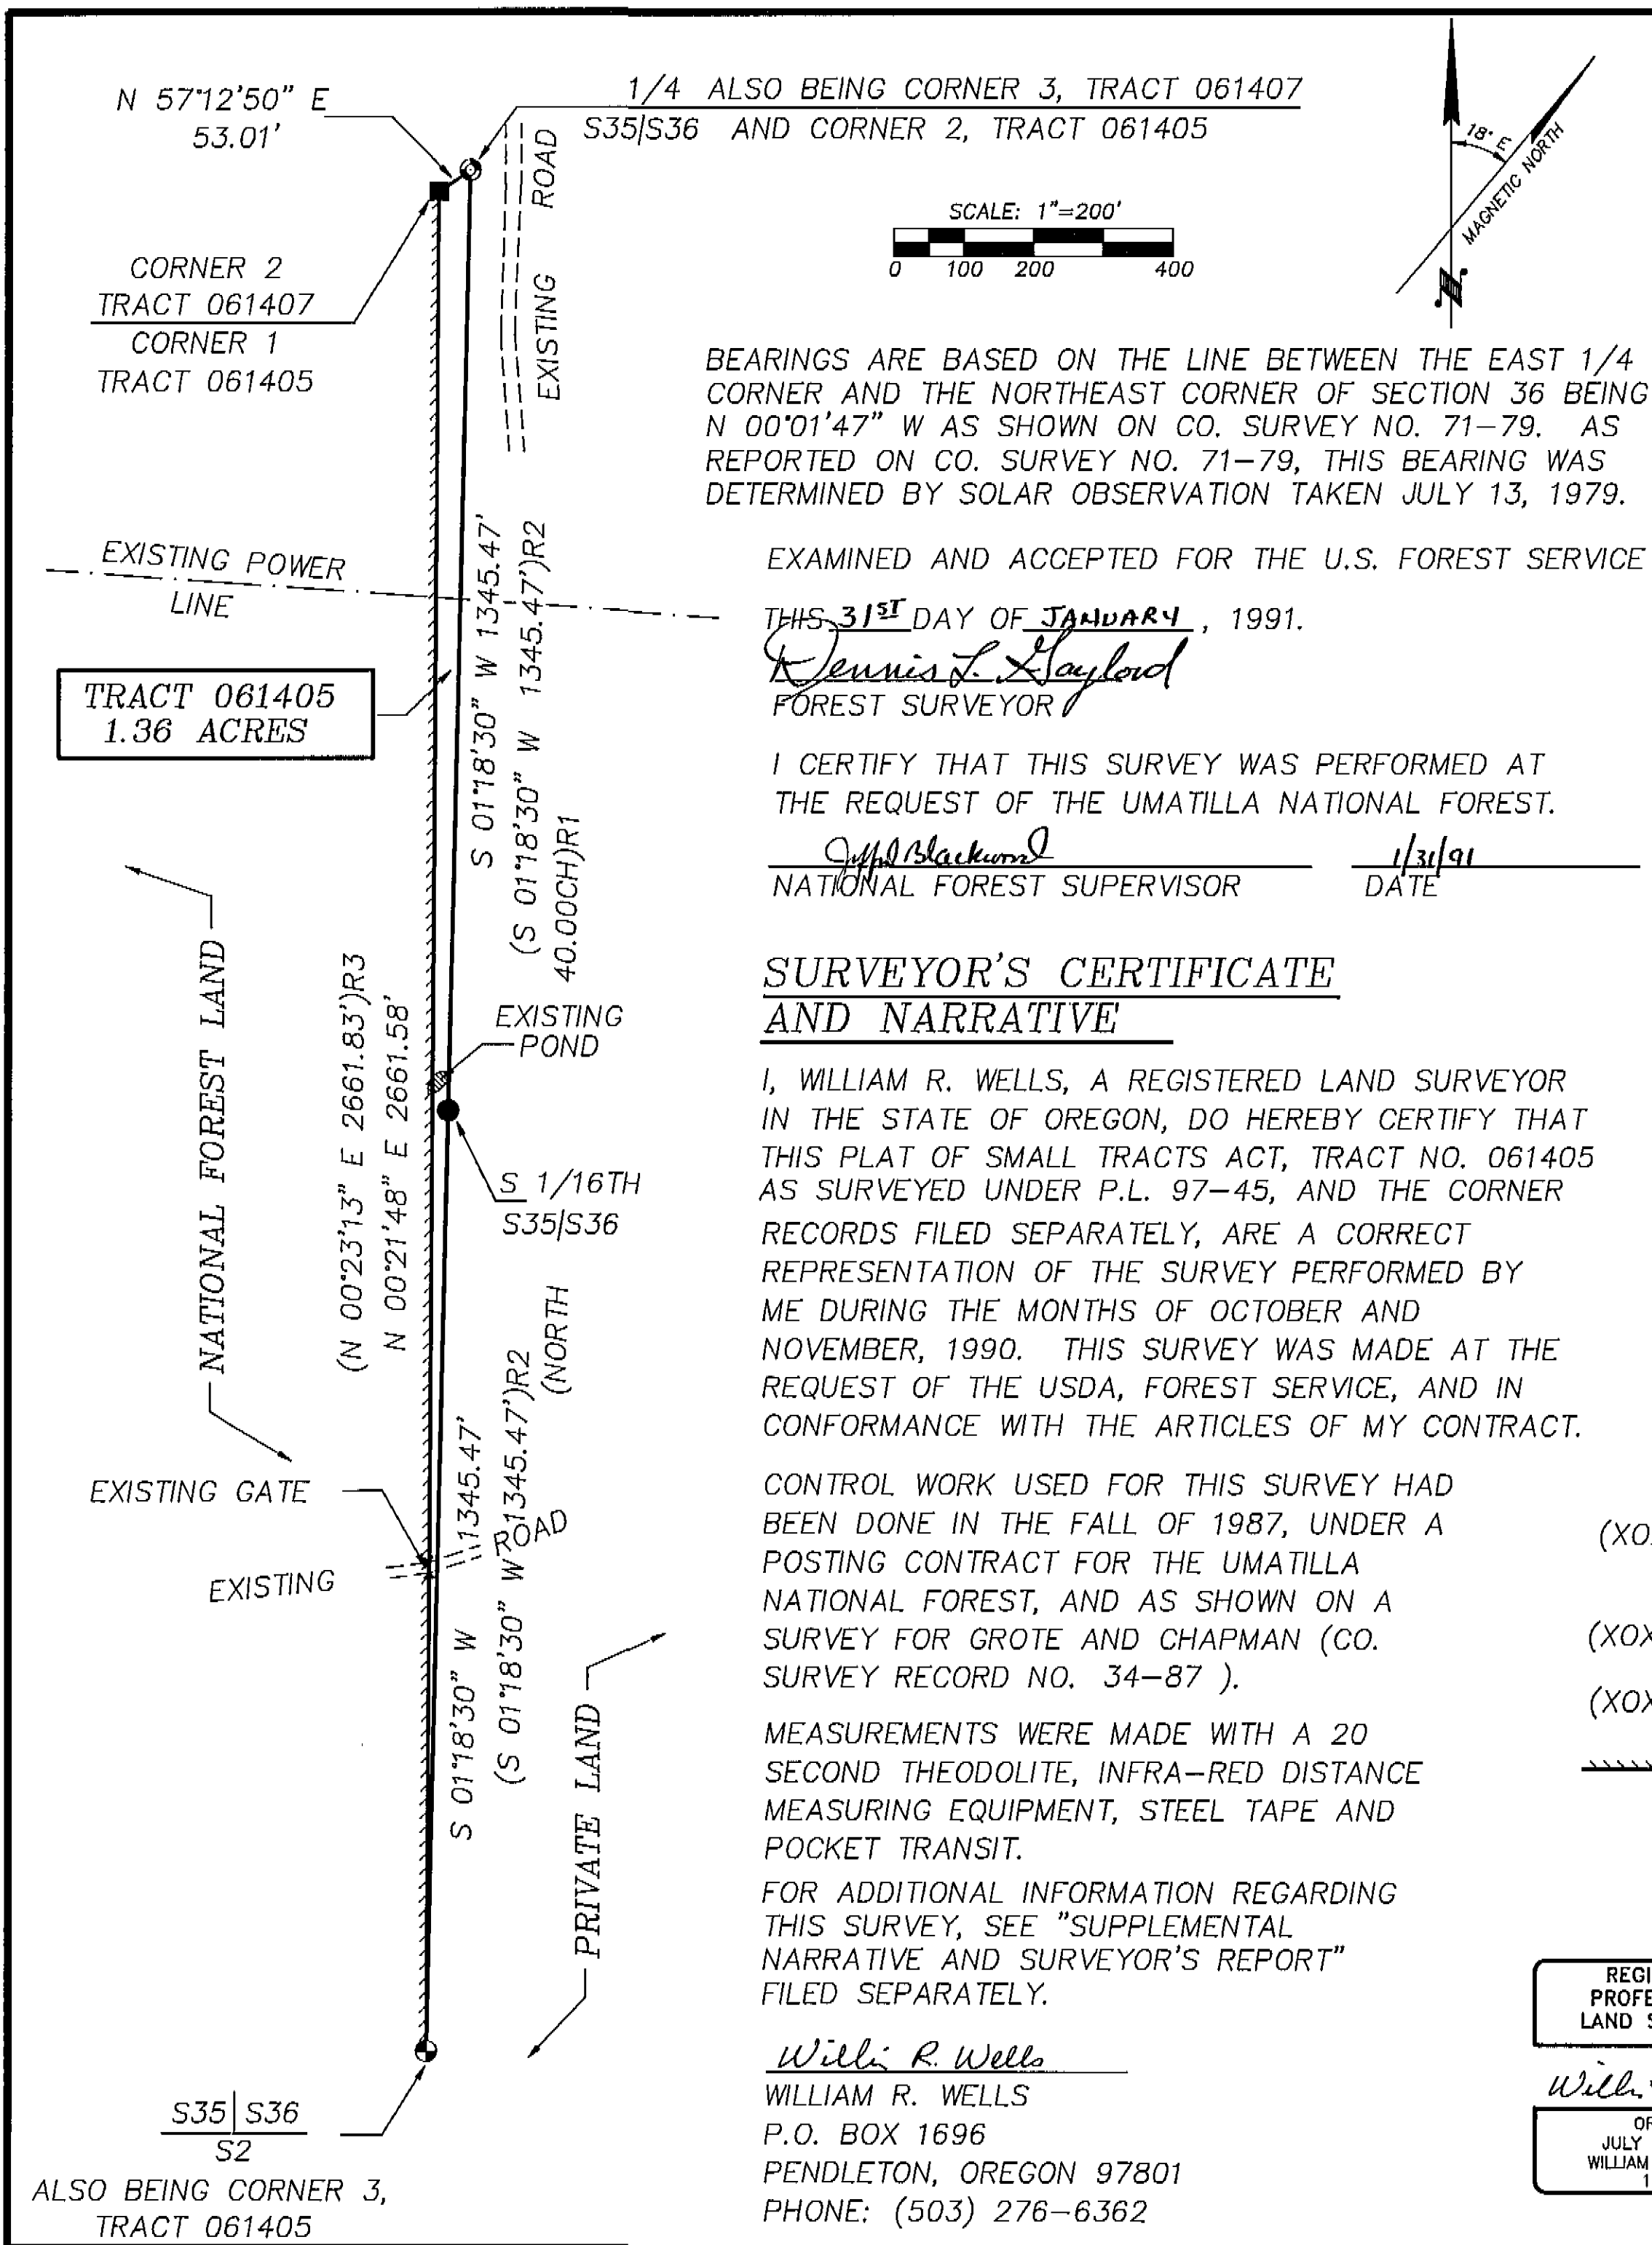 N 57°12'50" E
53.01'
1/4 ALSO BEING CORNER 3, TRACT 061407
S35|S36 AND CORNER 2, TRACT 061405
EXISTING ROAD
CORNER 2
TRACT 061407
CORNER 1
TRACT 061405
SCALE: 1"=200'
0 100 200 400
18° E
MAGNETIC NORTH
N
BEARINGS ARE BASED ON THE LINE BETWEEN THE EAST 1/4
CORNER AND THE NORTHEAST CORNER OF SECTION 36 BEING
N 00°01'47" W AS SHOWN ON CO. SURVEY NO. 71-79. AS
REPORTED ON CO. SURVEY NO. 71-79, THIS BEARING WAS
DETERMINED BY SOLAR OBSERVATION TAKEN JULY 13, 1979.
EXISTING POWER
LINE
TRACT 061405
1.36 ACRES
S 01°18'30" W 1345.47'
(S 01°18'30" W 1345.47')R2
40.00CH)R1
EXAMINED AND ACCEPTED FOR THE U.S. FOREST SERVICE
THIS 31ST DAY OF JANUARY, 1991.
Dennis L. Gaylord
FOREST SURVEYOR
I CERTIFY THAT THIS SURVEY WAS PERFORMED AT
THE REQUEST OF THE UMATILLA NATIONAL FOREST.
Blackwood
1/31/91
NATIONAL FOREST SUPERVISOR
DATE
NATIONAL FOREST LAND
(N 00°23'13" E 2661.83')R3
N 00°21'48" E 2661.58'
EXISTING
POND
S 1/16TH
S35|S36
SURVEYOR'S CERTIFICATE
AND NARRATIVE
I, WILLIAM R. WELLS, A REGISTERED LAND SURVEYOR
IN THE STATE OF OREGON, DO HEREBY CERTIFY THAT
THIS PLAT OF SMALL TRACTS ACT, TRACT NO. 061405
AS SURVEYED UNDER P.L. 97-45, AND THE CORNER
RECORDS FILED SEPARATELY, ARE A CORRECT
REPRESENTATION OF THE SURVEY PERFORMED BY
ME DURING THE MONTHS OF OCTOBER AND
NOVEMBER, 1990. THIS SURVEY WAS MADE AT THE
REQUEST OF THE USDA, FOREST SERVICE, AND IN
CONFORMANCE WITH THE ARTICLES OF MY CONTRACT.
EXISTING GATE
EXISTING ROAD
S 01°18'30" W 1345.47'
(S 01°18'30" W 1345.47')R2
(NORTH
PRIVATE LAND
CONTROL WORK USED FOR THIS SURVEY HAD
BEEN DONE IN THE FALL OF 1987, UNDER A
POSTING CONTRACT FOR THE UMATILLA
NATIONAL FOREST, AND AS SHOWN ON A
SURVEY FOR GROTE AND CHAPMAN (CO.
SURVEY RECORD NO. 34-87 ).
(XO
(XOX
(XOX
MEASUREMENTS WERE MADE WITH A 20
SECOND THEODOLITE, INFRA-RED DISTANCE
MEASURING EQUIPMENT, STEEL TAPE AND
POCKET TRANSIT.
FOR ADDITIONAL INFORMATION REGARDING
THIS SURVEY, SEE "SUPPLEMENTAL
NARRATIVE AND SURVEYOR'S REPORT"
FILED SEPARATELY.
Willi R. Wells
WILLIAM R. WELLS
P.O. BOX 1696
PENDLETON, OREGON 97801
PHONE: (503) 276-6362
S35|S36
S2
ALSO BEING CORNER 3,
TRACT 061405
REGI
PROFE
LAND S
Willi
OR
JULY
WILLIAM
1